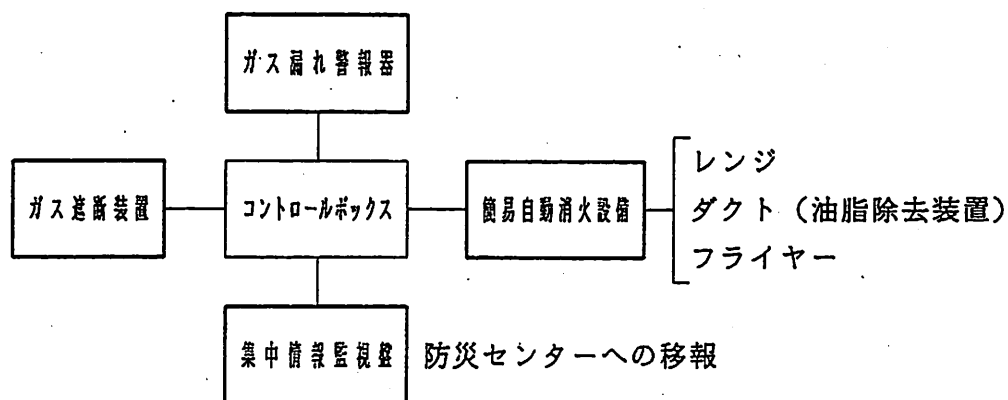 ガス漏れ警報器
ガス遮断装置
コントロールボックス
簡易自動消火設備
レンジ
ダクト（油脂除去装置）
フライヤー
集中情報監視盤
防災センターへの移報